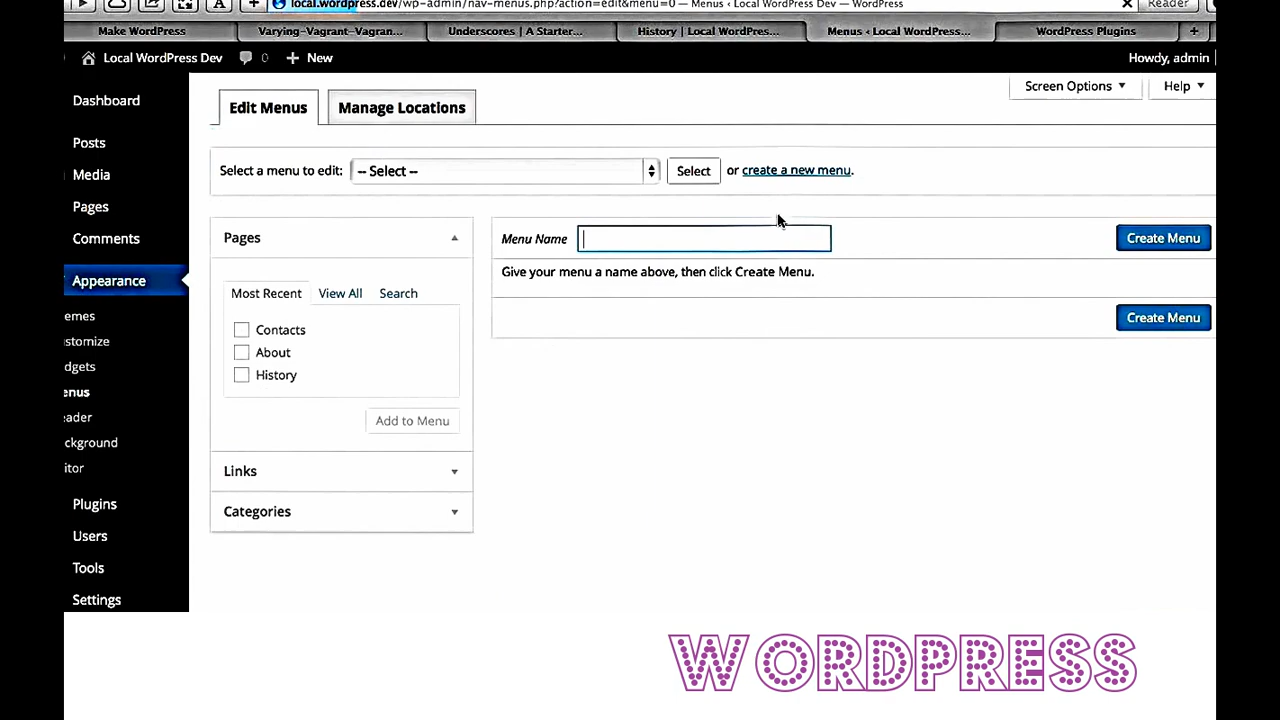 local.wordpress.dev/wp-admin/nav-menus.php?action=edit&menu=0 — Menus ‹ Local WordPress Dev — WordPress
Reader
Make WordPress
Varying-Vagrant-Vagran...
Underscores | A Starter...
History | Local WordPres...
Menus ‹ Local WordPress...
WordPress Plugins
Local WordPress Dev
0
New
Howdy, admin
Screen Options
Help
Dashboard
Posts
Media
Pages
Comments
Appearance
emes
ustomize
dgets
enus
eader
ckground
itor
Plugins
Users
Tools
Settings
Edit Menus
Manage Locations
Select a menu to edit:
-- Select --
Select
or create a new menu.
Pages
Most Recent
View All
Search
Contacts
About
History
Add to Menu
Links
Categories
Menu Name
Create Menu
Give your menu a name above, then click Create Menu.
Create Menu
WORDPRESS